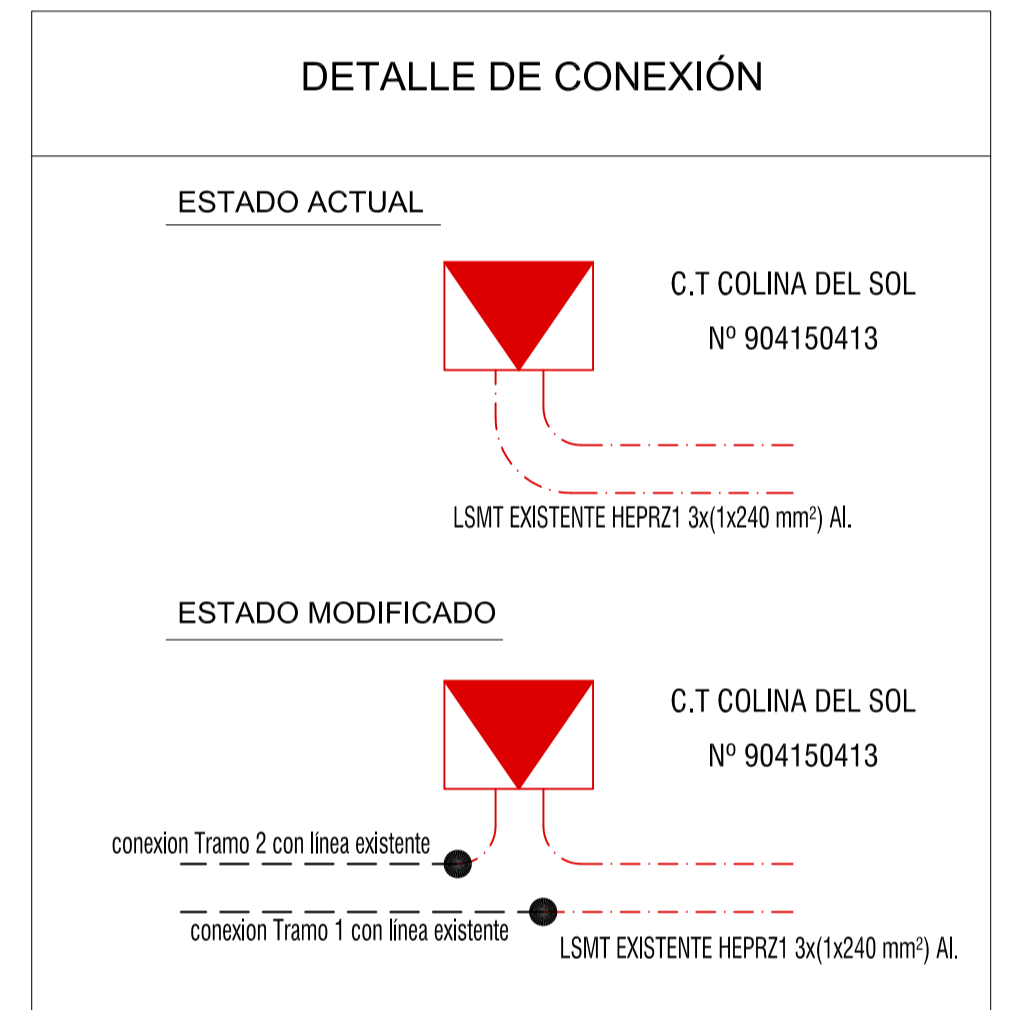 DETALLE DE CONEXIÓN
ESTADO ACTUAL
C.T COLINA DEL SOL
Nº 904150413
LSMT EXISTENTE HEPRZ1 3x(1x240 mm²) Al.
ESTADO MODIFICADO
C.T COLINA DEL SOL
Nº 904150413
conexion Tramo 2 con línea existente
conexion Tramo 1 con línea existente
LSMT EXISTENTE HEPRZ1 3x(1x240 mm²) Al.